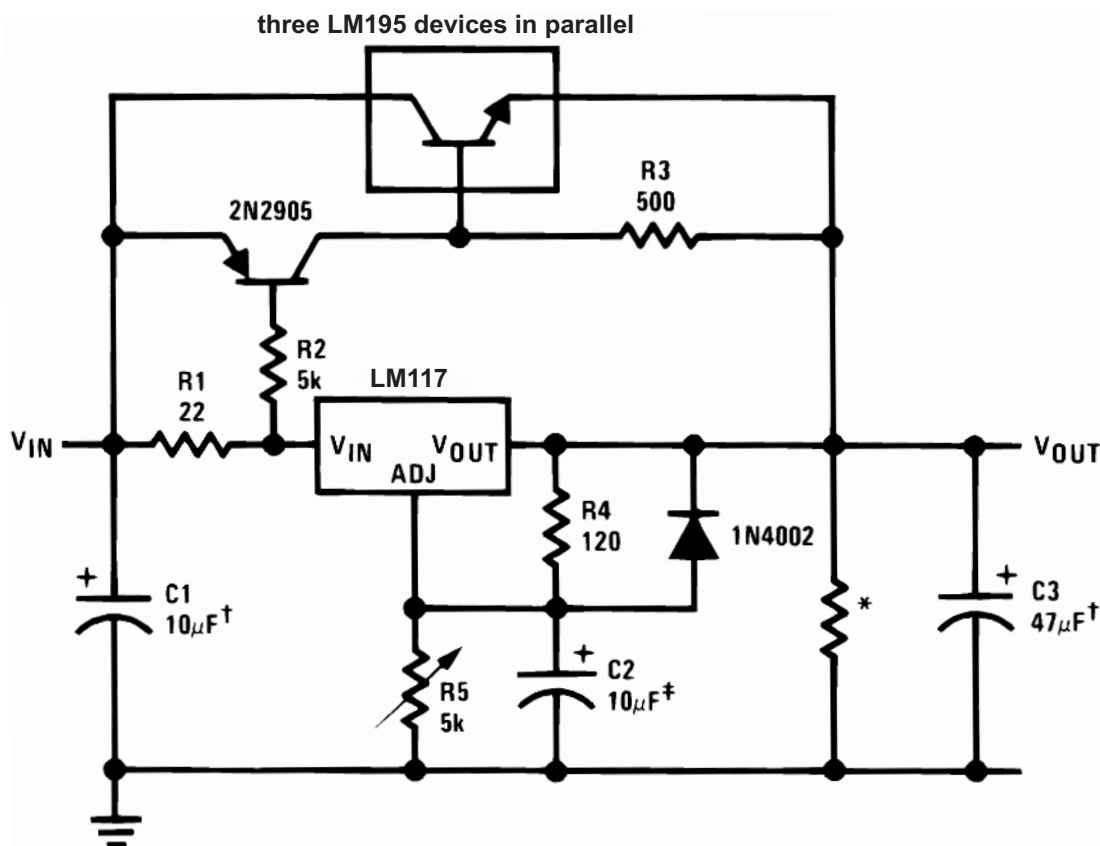 three LM195 devices in parallel
R3
500
2N2905
R2
5k
LM117
R1
22
V_IN
V_IN
V_OUT
ADJ
V_OUT
R4
120
1N4002
+
C1
10μF†
R5
5k
+
C2
10μF‡
*
+
C3
47μF†